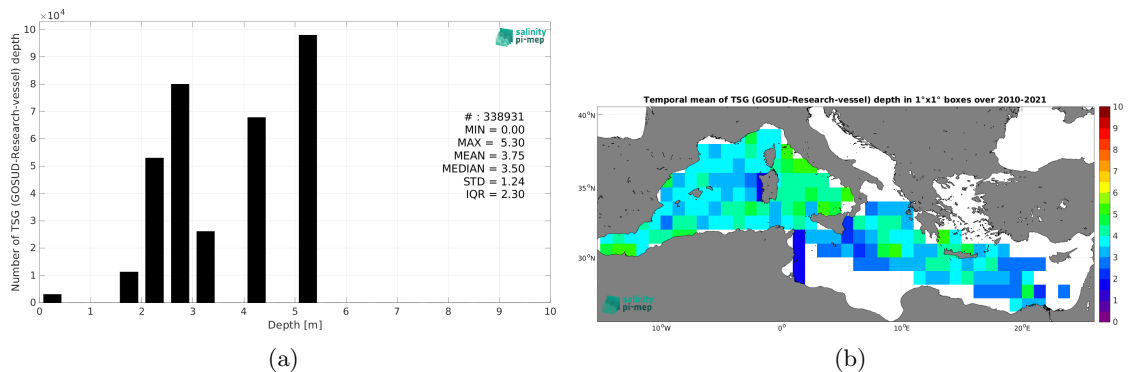 ×10⁴
10
9
8
7
6
5
4
3
2
1
0
Number of TSG (GOSUD-Research-vessel) depth
0 1 2 3 4 5 6 7 8 9 10
Depth [m]
salinity
pi-mep
# : 338931
MIN = 0.00
MAX = 5.30
MEAN = 3.75
MEDIAN = 3.50
STD = 1.24
IQR = 2.30
(a)
Temporal mean of TSG (GOSUD-Research-vessel) depth in 1°x1° boxes over 2010-2021
40°N
35°N
30°N
10°W 0° 10°E 20°E
salinity
pi-mep
10
9
8
7
6
5
4
3
2
1
0
(b)